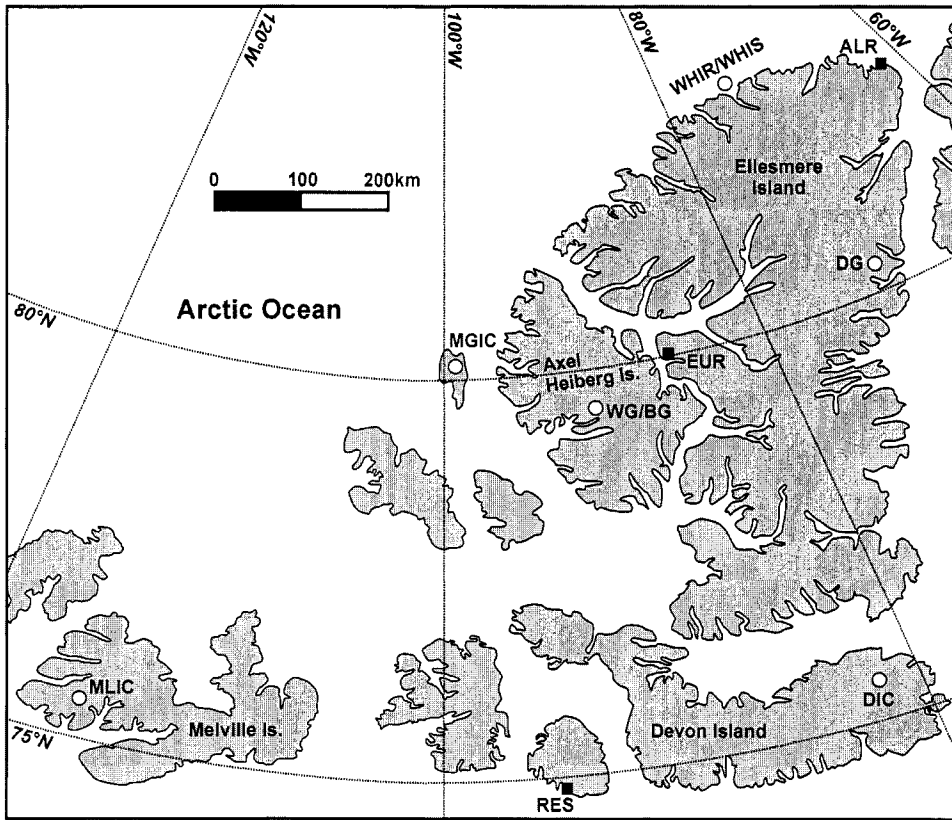 120°W
100°W
80°W
60°W
ALR
WHIR/WHIS
Ellesmere
Island
0 100 200km
DG
80°N
Arctic Ocean
MGIC
EUR
Axel
Heiberg Is.
WG/BG
MLIC
DIC
75°N
Melville Is.
Devon Island
RES